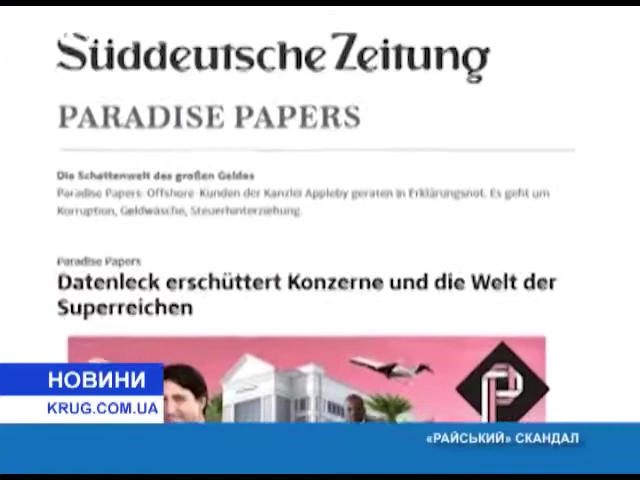 Süddeutsche Zeitung
PARADISE PAPERS
Die Schattenwelt des großen Geldes
Paradise Papers: Offshore-Kunden der Kanzlei Appleby geraten in Erklärungsnot. Es geht um
Korruption, Geldwäsche, Steuerhinterziehung.
Paradise Papers
Datenleck erschüttert Konzerne und die Welt der
Superreichen
НОВИНИ
KRUG.COM.UA
«РАЙСЬКИЙ» СКАНДАЛ